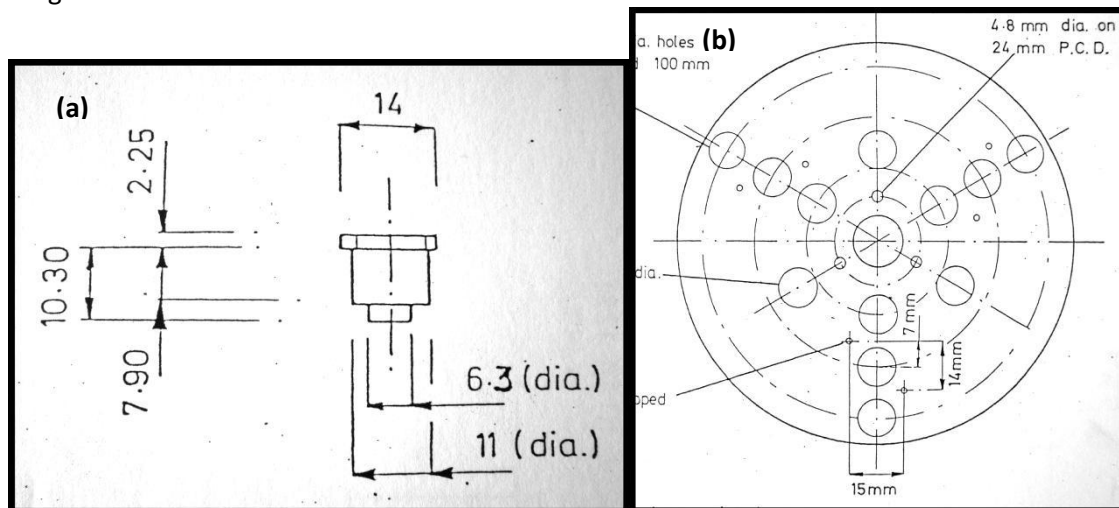 (a)
14
2.25
10.30
7.90
6.3 (dia.)
11 (dia.)
(b)
a. holes
100 mm
4.8 mm dia. on
24 mm P.C.D.
dia.
7mm
14mm
pped
15mm